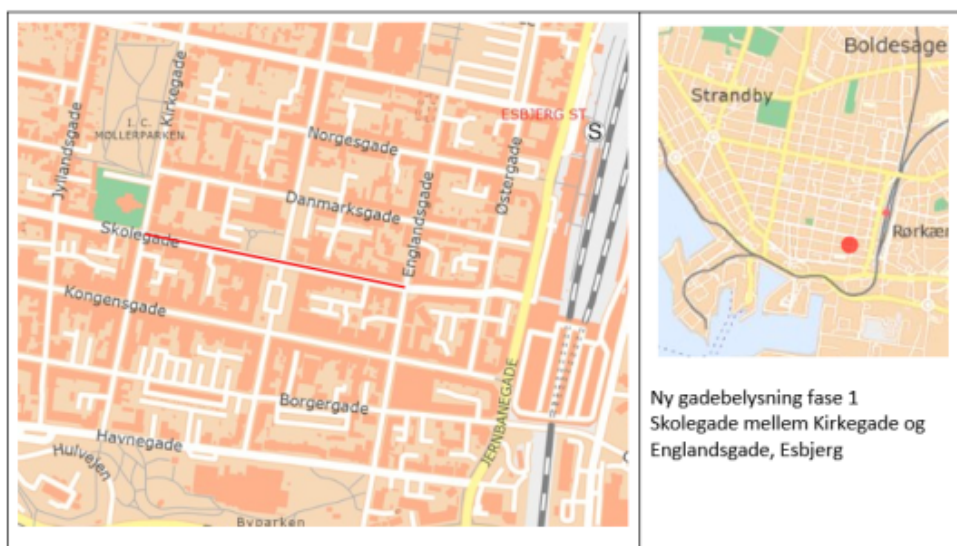 ESBJERG ST
S
Kirkegade
I. C.
MØLLERPARKEN
Jyllandsgade
Norgesgade
Østergade
Danmarksgade
Englandsgade
Skolegade
Kongensgade
Borgergade
JERNBANEGADE
Havnegade
Hulvejen
Byparken
Boldesage
Strandby
Rørkær
Ny gadebelysning fase 1
Skolegade mellem Kirkegade og
Englandsgade, Esbjerg